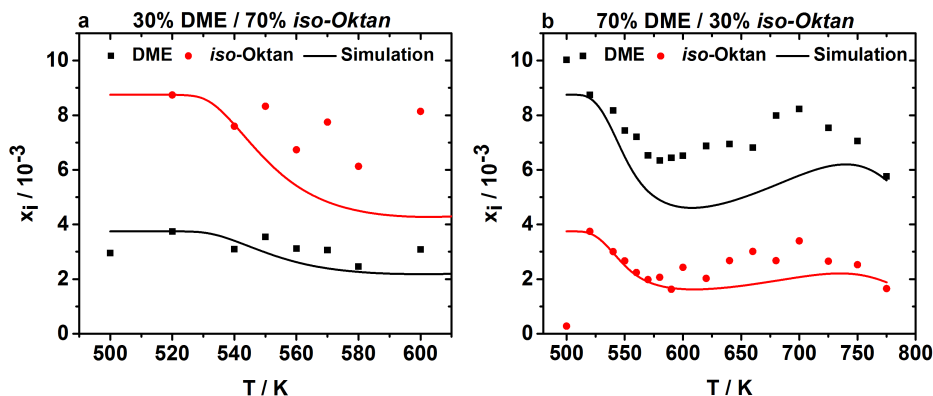 a 30% DME / 70% iso-Oktan
DME iso-Oktan Simulation
10
8
6
4
2
0
xi / 10-3
500 520 540 560 580 600
T / K
b 70% DME / 30% iso-Oktan
DME iso-Oktan Simulation
10
8
6
4
2
0
xi / 10-3
500 550 600 650 700 750 800
T / K